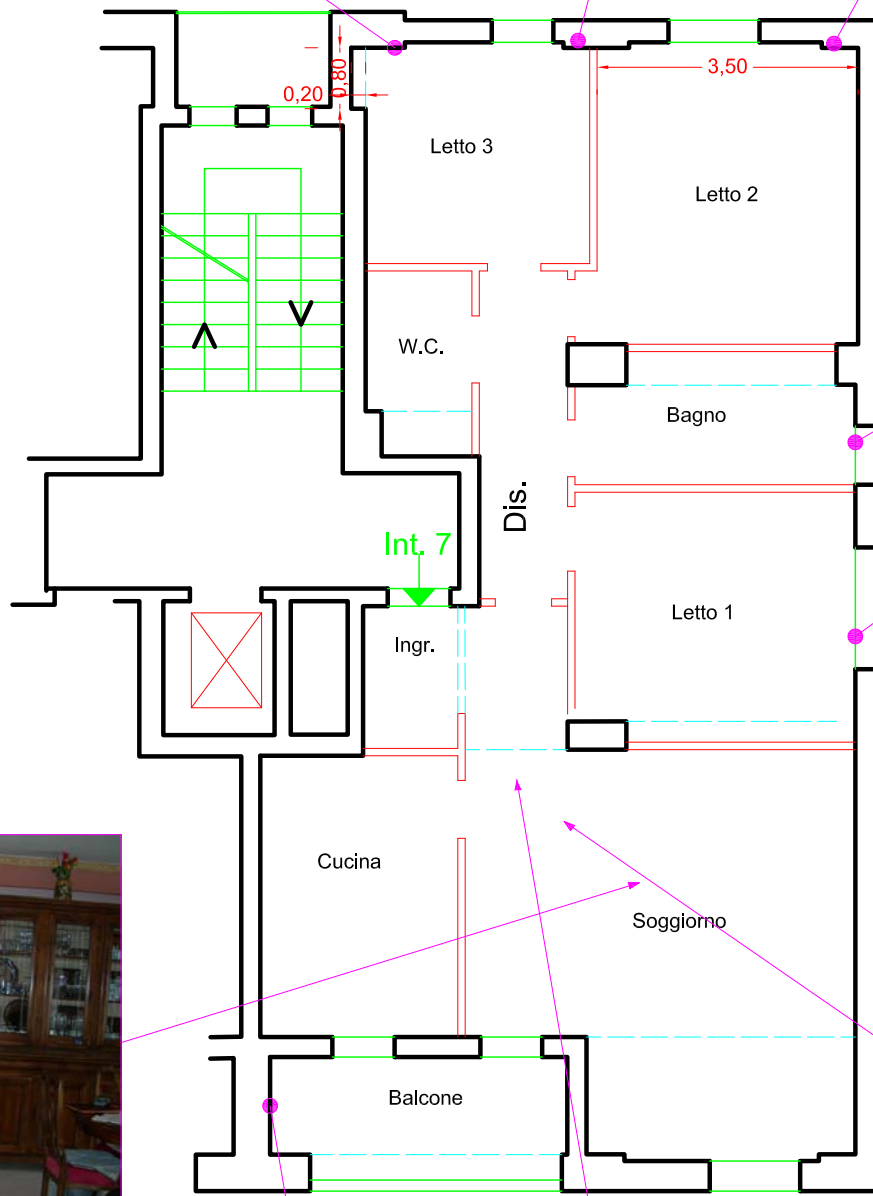 3,50
0,20
0,80
Letto 3
Letto 2
W.C.
Bagno
Dis.
Int. 7
Letto 1
Ingr.
Cucina
Soggiorno
Balcone